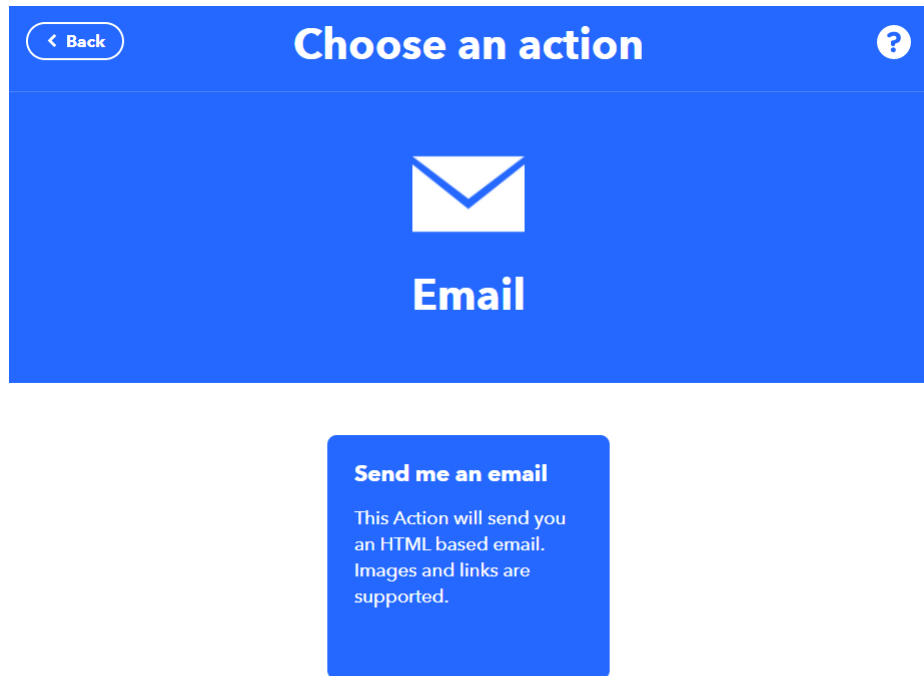 Back
Choose an action
?
Email
Send me an email
This Action will send you
an HTML based email.
Images and links are
supported.